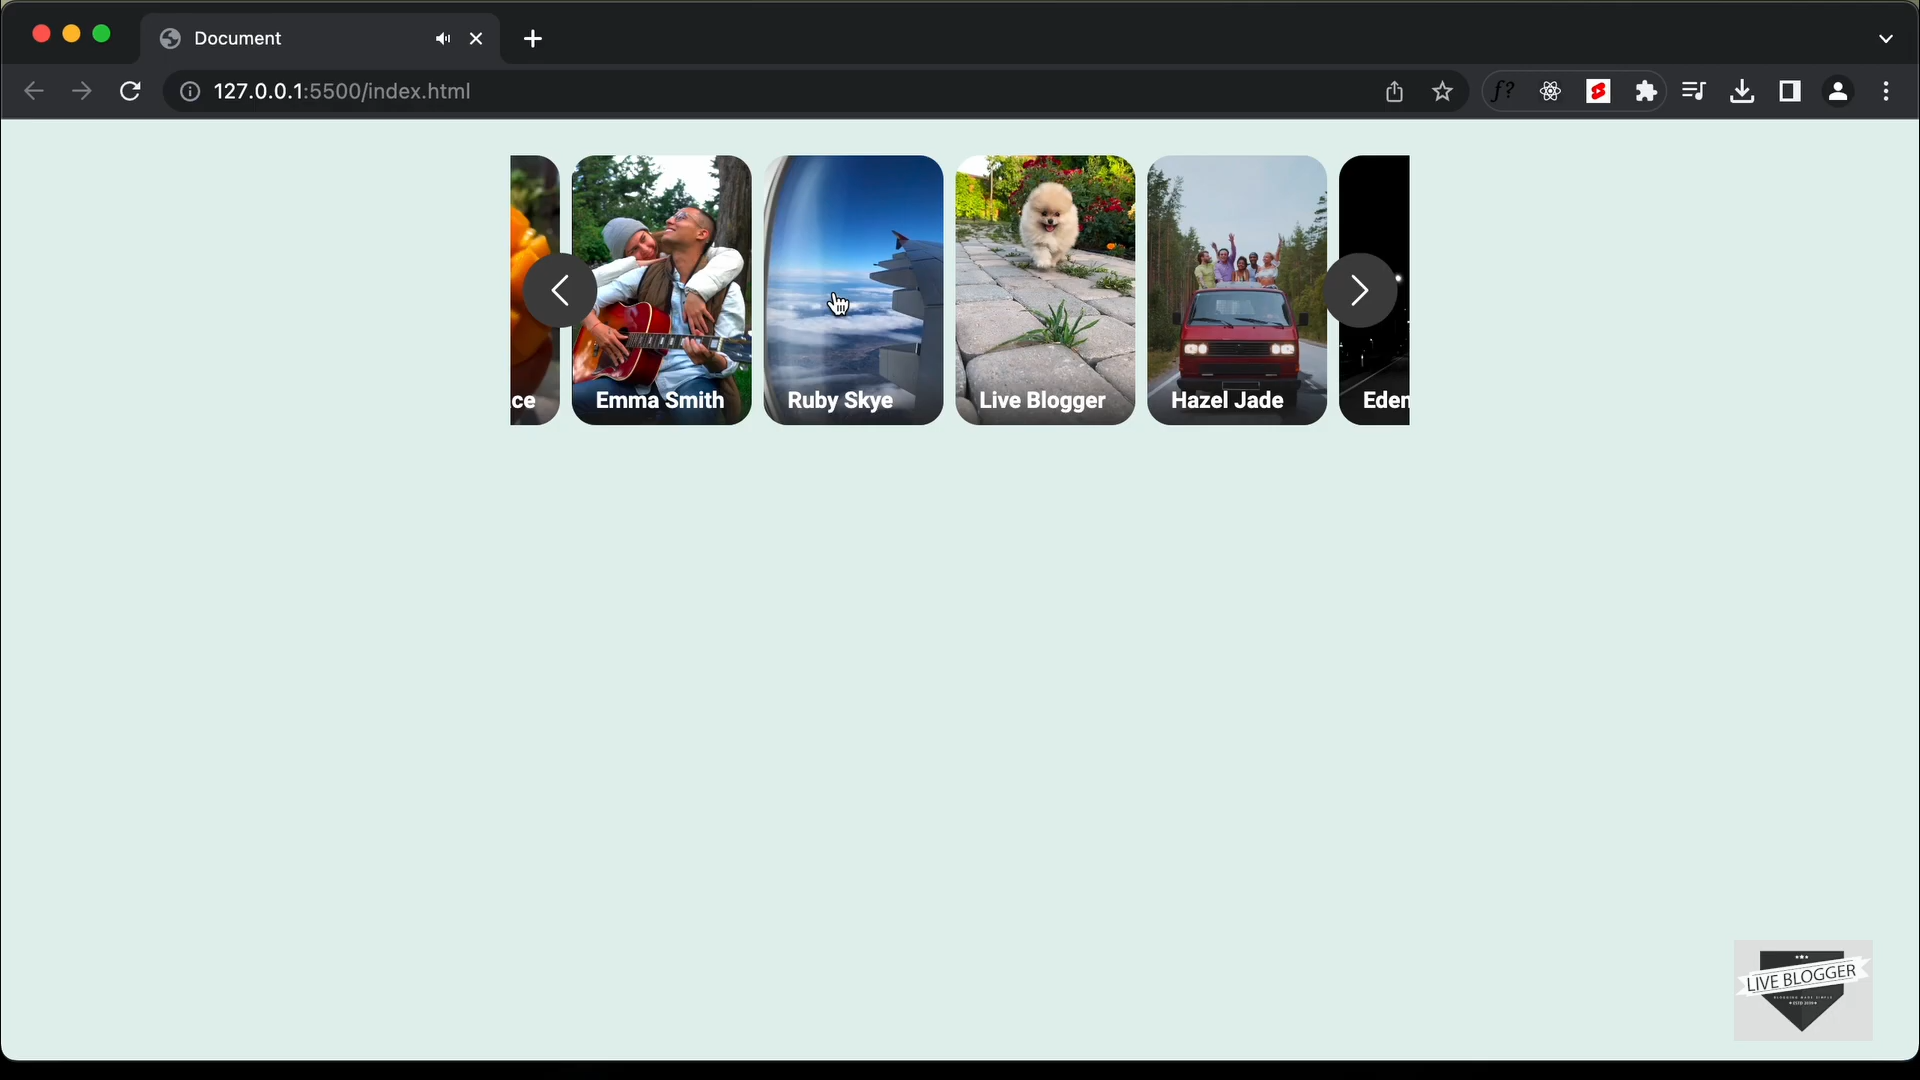 Document
127.0.0.1:5500/index.html
f?
ce
Emma Smith
Ruby Skye
Live Blogger
Hazel Jade
Eden
LIVE BLOGGER